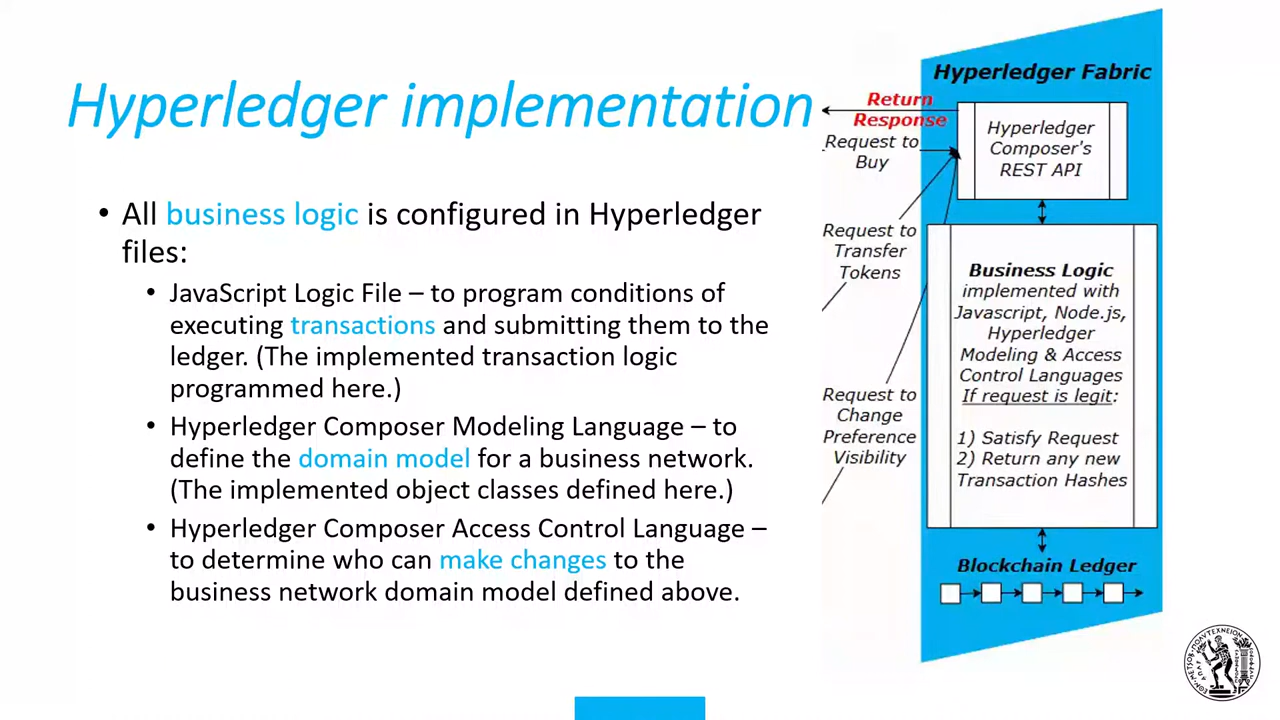 Hyperledger implementation
• All business logic is configured in Hyperledger
files:
• JavaScript Logic File – to program conditions of
executing transactions and submitting them to the
ledger. (The implemented transaction logic
programmed here.)
• Hyperledger Composer Modeling Language – to
define the domain model for a business network.
(The implemented object classes defined here.)
• Hyperledger Composer Access Control Language –
to determine who can make changes to the
business network domain model defined above.
Hyperledger Fabric
Return
Response
Request to
Buy
Request to
Transfer
Tokens
Request to
Change
Preference
Visibility
Hyperledger
Composer's
REST API
Business Logic
implemented with
Javascript, Node.js,
Hyperledger
Modeling & Access
Control Languages
If request is legit:
1) Satisfy Request
2) Return any new
Transaction Hashes
Blockchain Ledger